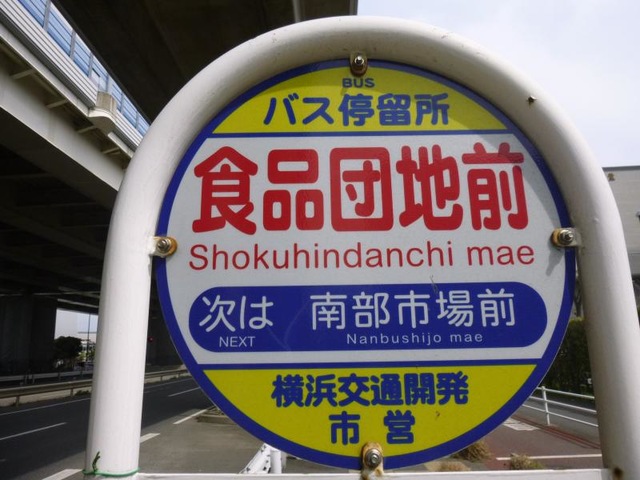 BUS
バス停留所
食品団地前
Shokuhindanchi mae
次は 南部市場前
NEXT Nanbushijo mae
横浜交通開発
市営